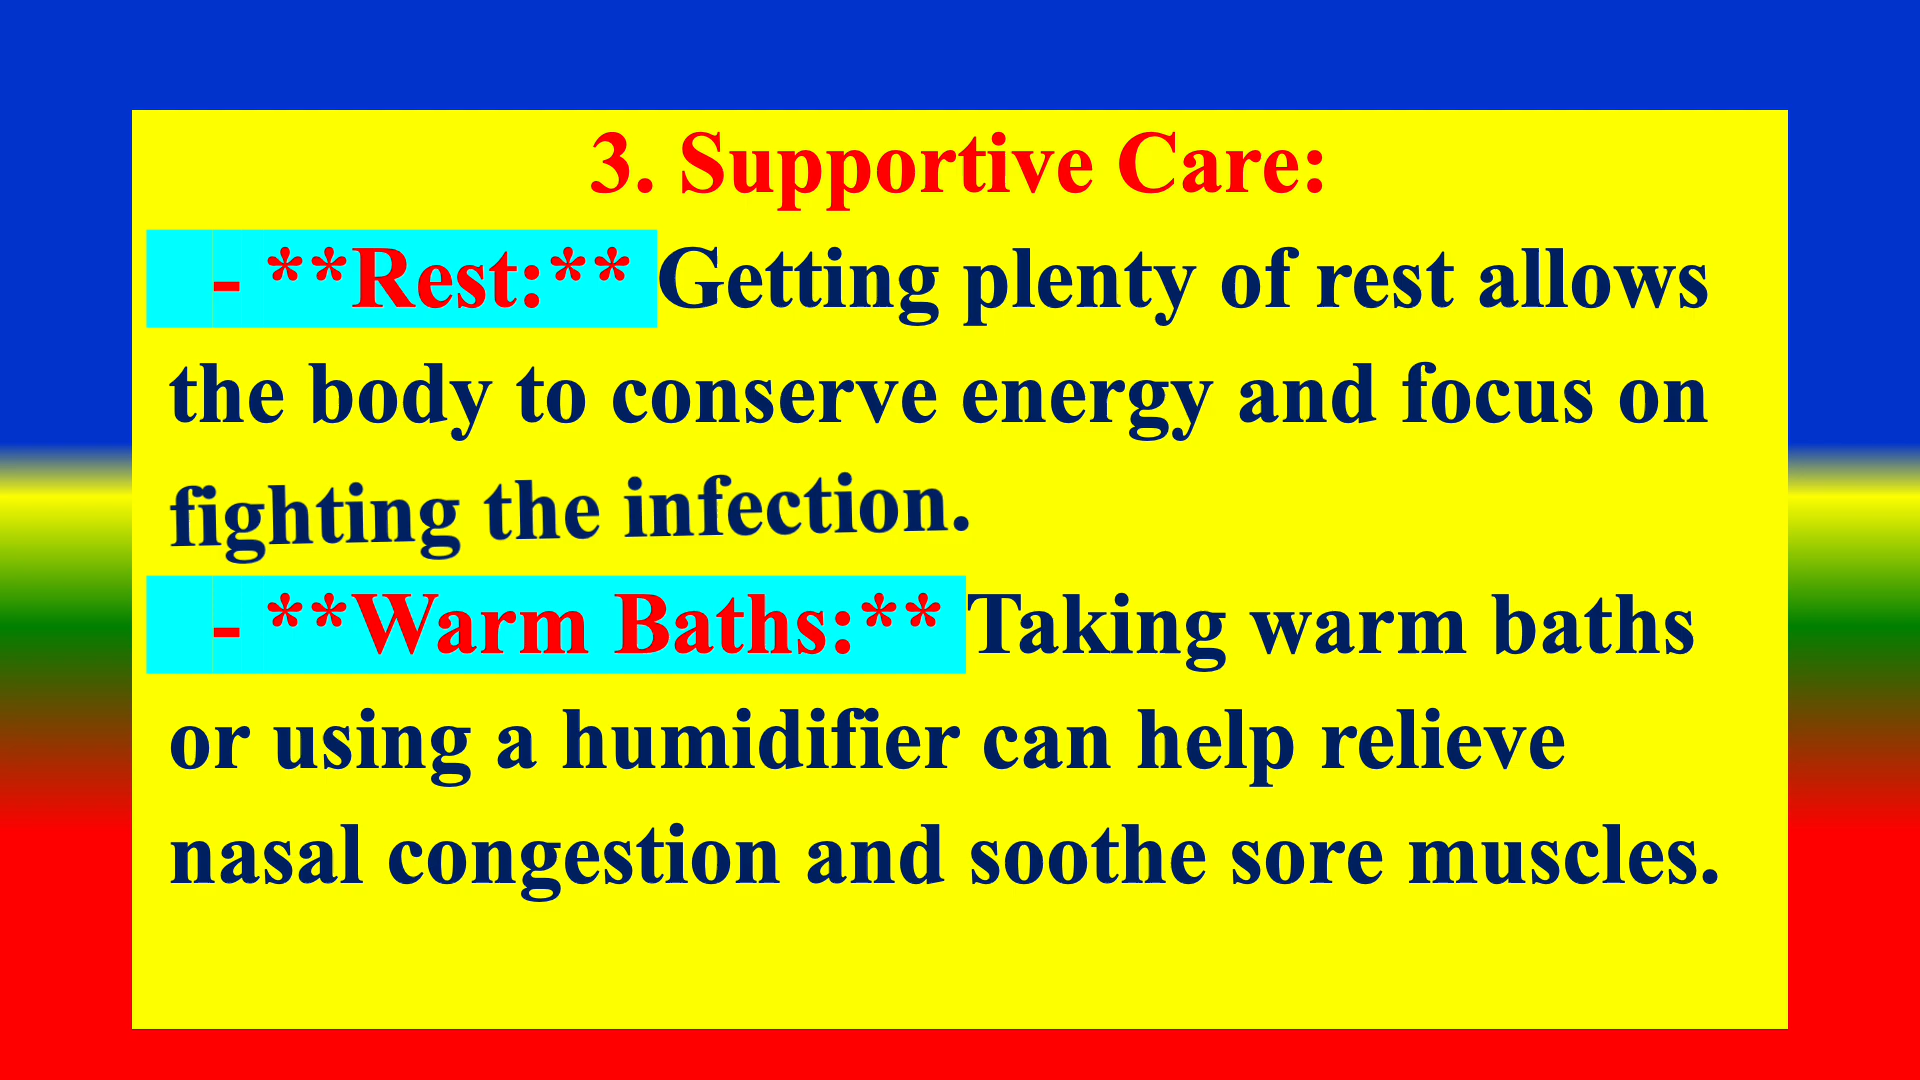 3. Supportive Care:
- **Rest:** Getting plenty of rest allows
the body to conserve energy and focus on
fighting the infection.
- **Warm Baths:** Taking warm baths
or using a humidifier can help relieve
nasal congestion and soothe sore muscles.